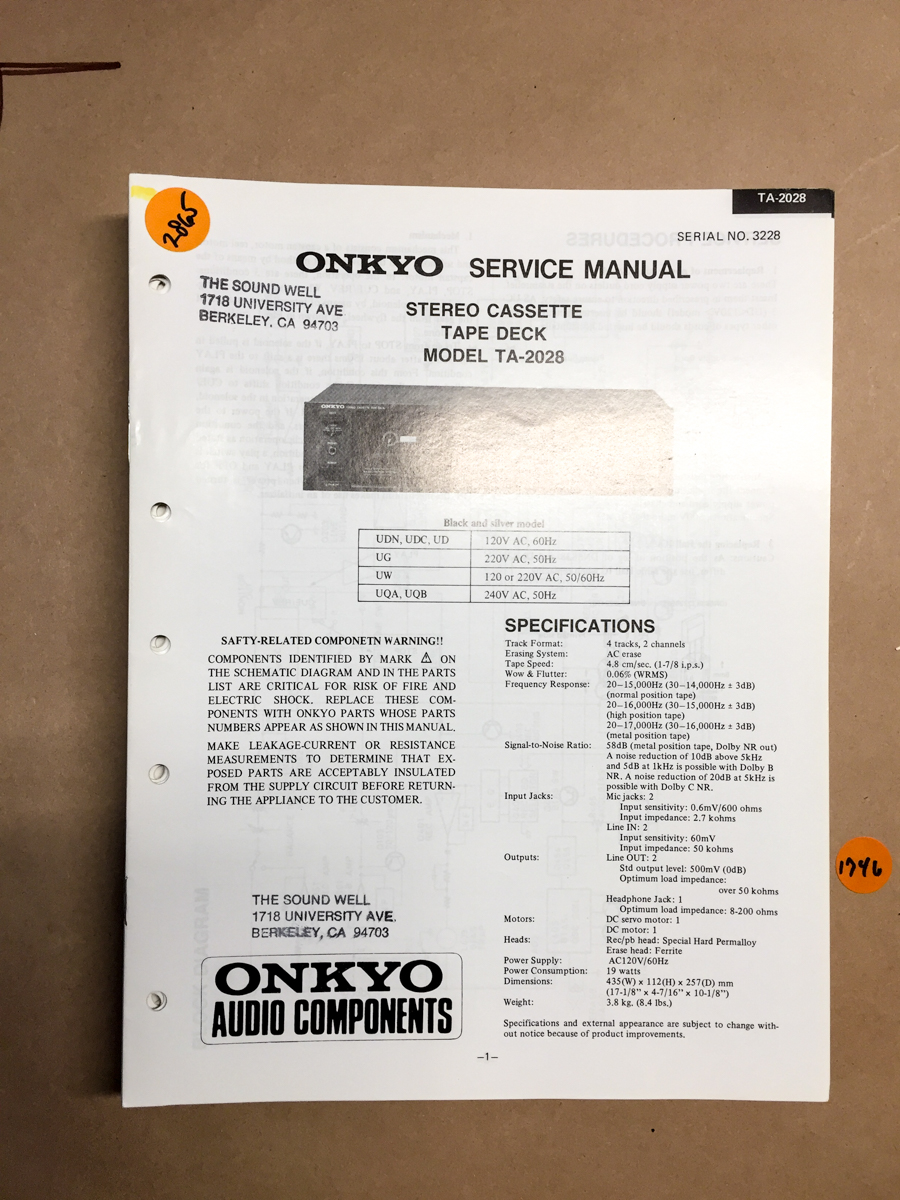 TA-2028
2865
SERIAL NO. 3228
ONKYO SERVICE MANUAL
THE SOUND WELL
1718 UNIVERSITY AVE
BERKELEY, CA 94703
STEREO CASSETTE
TAPE DECK
MODEL TA-2028
ONKYO
Black and silver model
UDN, UDC, UD 120V AC, 60Hz
UG 220V AC, 50Hz
UW 120 or 220V AC, 50/60Hz
UQA, UQB 240V AC, 50Hz
SAFTY-RELATED COMPONETN WARNING!!
COMPONENTS IDENTIFIED BY MARK ⚠ ON
THE SCHEMATIC DIAGRAM AND IN THE PARTS
LIST ARE CRITICAL FOR RISK OF FIRE AND
ELECTRIC SHOCK. REPLACE THESE COM-
PONENTS WITH ONKYO PARTS WHOSE PARTS
NUMBERS APPEAR AS SHOWN IN THIS MANUAL.
MAKE LEAKAGE-CURRENT OR RESISTANCE
MEASUREMENTS TO DETERMINE THAT EX-
POSED PARTS ARE ACCEPTABLY INSULATED
FROM THE SUPPLY CIRCUIT BEFORE RETURN-
ING THE APPLIANCE TO THE CUSTOMER.
THE SOUND WELL
1718 UNIVERSITY AVE.
BERKELEY, CA 94703
ONKYO
AUDIO COMPONENTS
SPECIFICATIONS
Track Format: 4 tracks, 2 channels
Erasing System: AC erase
Tape Speed: 4.8 cm/sec. (1-7/8 i.p.s.)
Wow & Flutter: 0.06% (WRMS)
Frequency Response: 20–15,000Hz (30–14,000Hz ± 3dB)
(normal position tape)
20–16,000Hz (30–15,000Hz ± 3dB)
(high position tape)
20–17,000Hz (30–16,000Hz ± 3dB)
(metal position tape)
Signal-to-Noise Ratio: 58dB (metal position tape, Dolby NR out)
A noise reduction of 10dB above 5kHz
and 5dB at 1kHz is possible with Dolby B
NR. A noise reduction of 20dB at 5kHz is
possible with Dolby C NR.
Input Jacks: Mic jacks: 2
Input sensitivity: 0.6mV/600 ohms
Input impedance: 2.7 kohms
Line IN: 2
Input sensitivity: 60mV
Input impedance: 50 kohms
Outputs: Line OUT: 2
Std output level: 500mV (0dB)
Optimum load impedance:
over 50 kohms
Headphone Jack: 1
Optimum load impedance: 8-200 ohms
Motors: DC servo motor: 1
DC motor: 1
Heads: Rec/pb head: Special Hard Permalloy
Erase head: Ferrite
Power Supply: AC120V/60Hz
Power Consumption: 19 watts
Dimensions: 435(W) x 112(H) x 257(D) mm
(17-1/8" x 4-7/16" x 10-1/8")
Weight: 3.8 kg. (8.4 lbs.)
Specifications and external appearance are subject to change with-
out notice because of product improvements.
–1–
1746